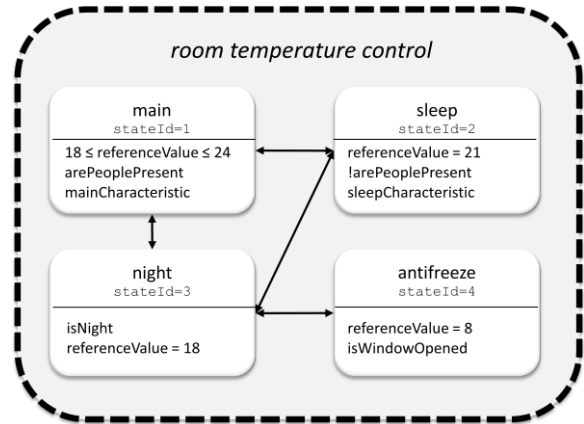 room temperature control
main
stateId=1
18 ≤ referenceValue ≤ 24
arePeoplePresent
mainCharacteristic
sleep
stateId=2
referenceValue = 21
!arePeoplePresent
sleepCharacteristic
night
stateId=3
isNight
referenceValue = 18
antifreeze
stateId=4
referenceValue = 8
isWindowOpened